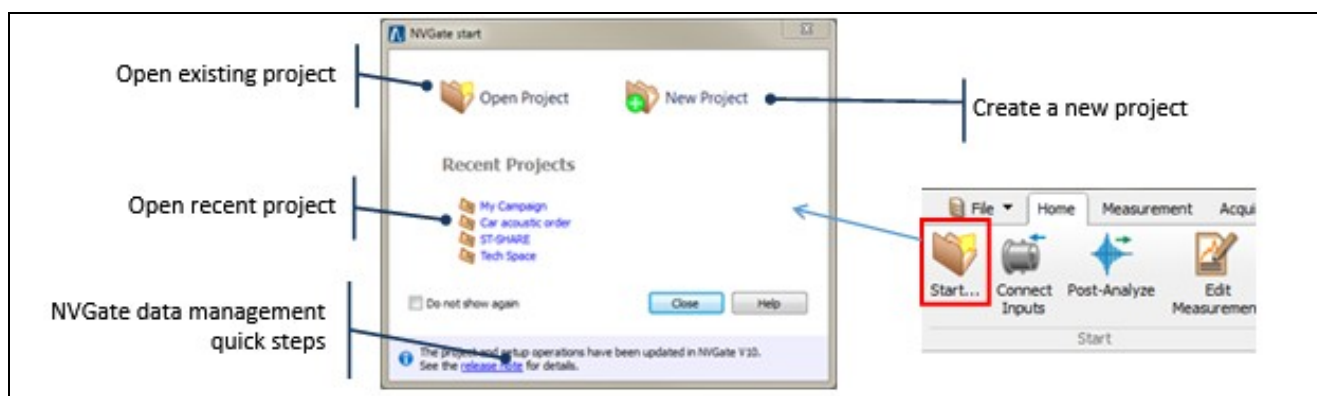 NVGate start
Open existing project
Open Project
New Project
Create a new project
Recent Projects
Open recent project
My Campaign
Car acoustic order
ST-SHARE
Tech Space
Do not show again
Close
Help
NVGate data management
quick steps
The project and setup operations have been updated in NVGate V10.
See the release note for details.
File
Home
Measurement
Acqui
Start...
Connect
Inputs
Post-Analyze
Edit
Measuremen
Start